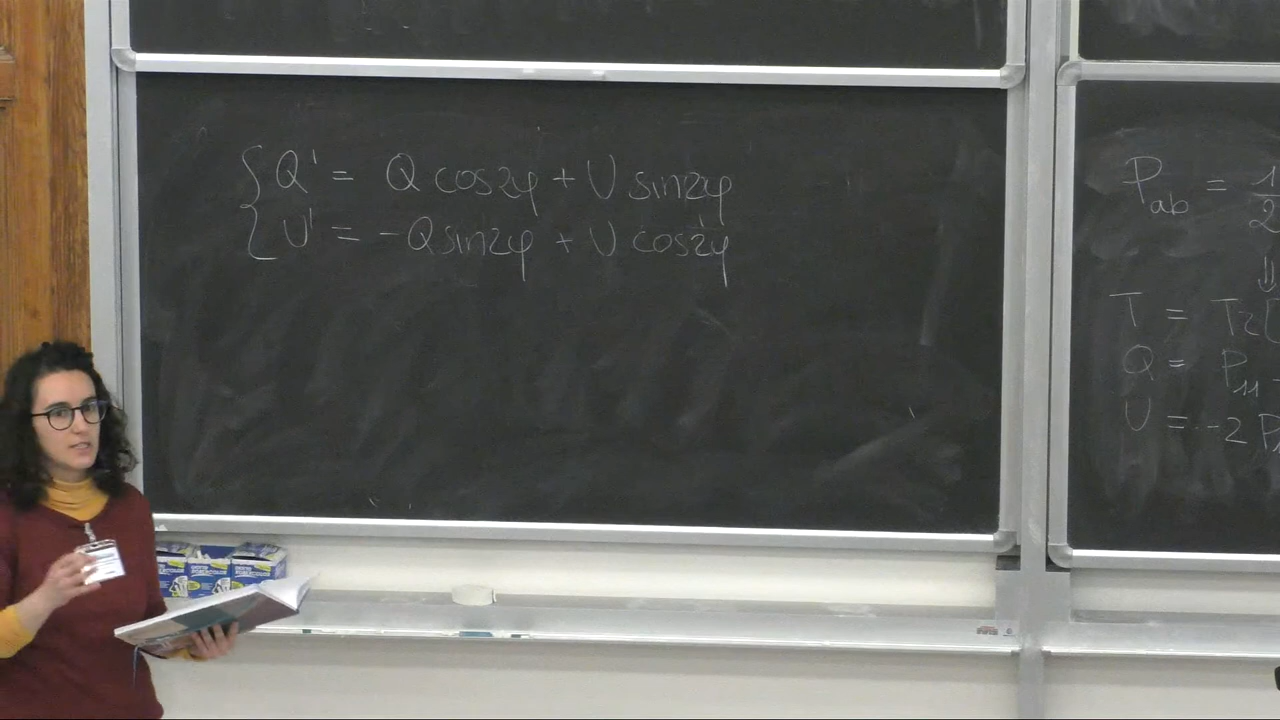 Q' = Q cos2φ + U sin2φ
U' = -Q sin2φ + U cos2φ
P_ab = 1/2
⇓
T = Tr[
Q = P_11 -
U = -2 P